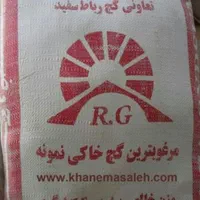 تعاونی گچ رباط سفید
R.G
مرغوبترین گچ خاکی نمونه
www.khanemasaleh.com